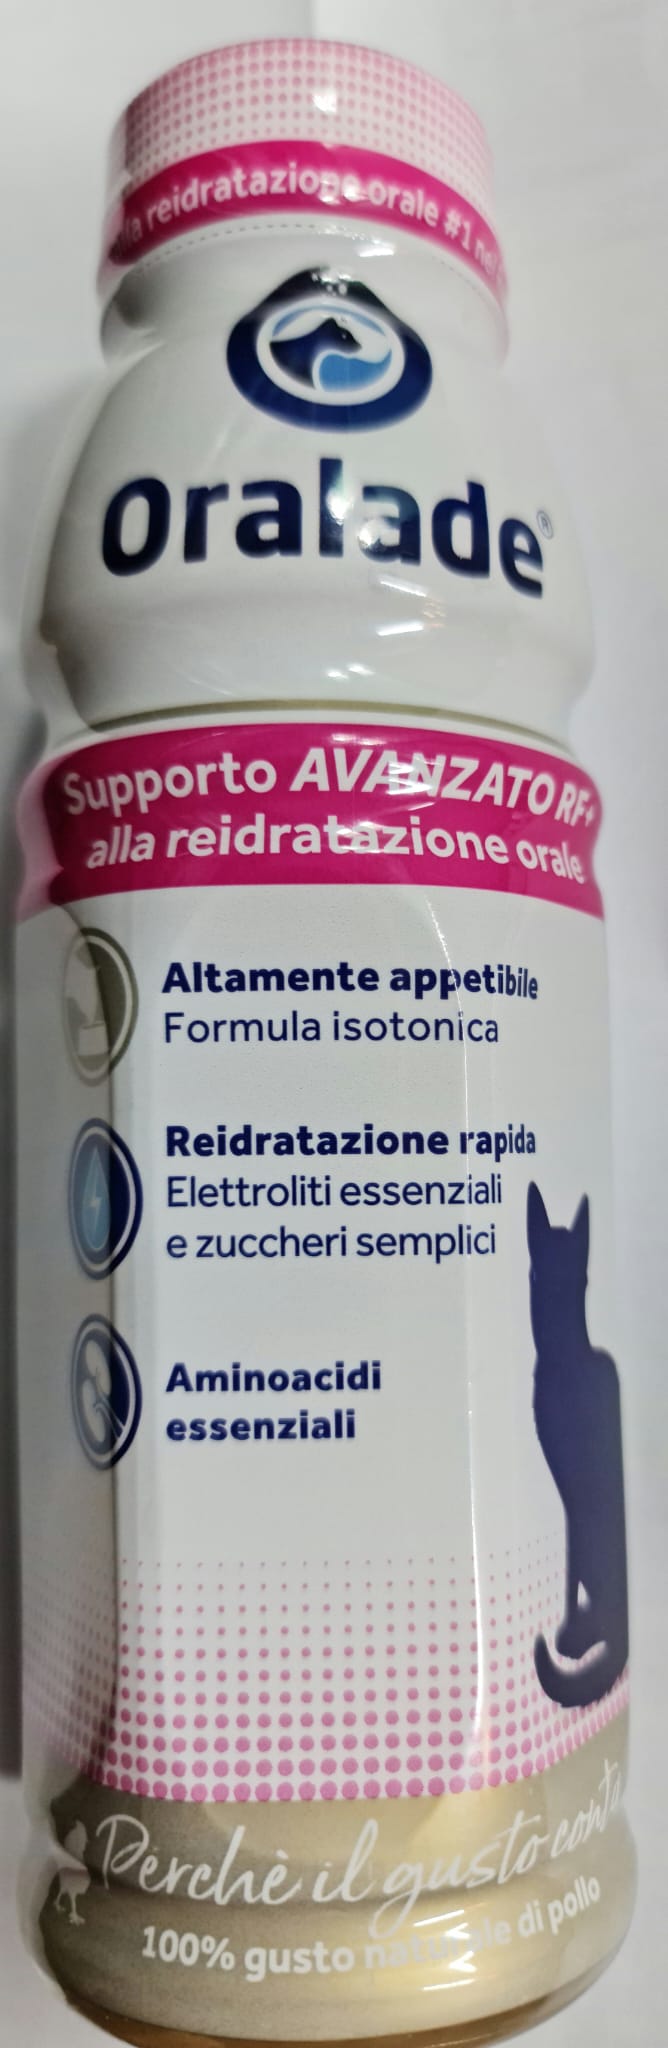 alla reidratazione orale #1 nel
Oralade®
Supporto AVANZATO RF+
alla reidratazione orale
Altamente appetibile
Formula isotonica
Reidratazione rapida
Elettroliti essenziali
e zuccheri semplici
Aminoacidi
essenziali
Perchè il gusto conta
100% gusto naturale di pollo